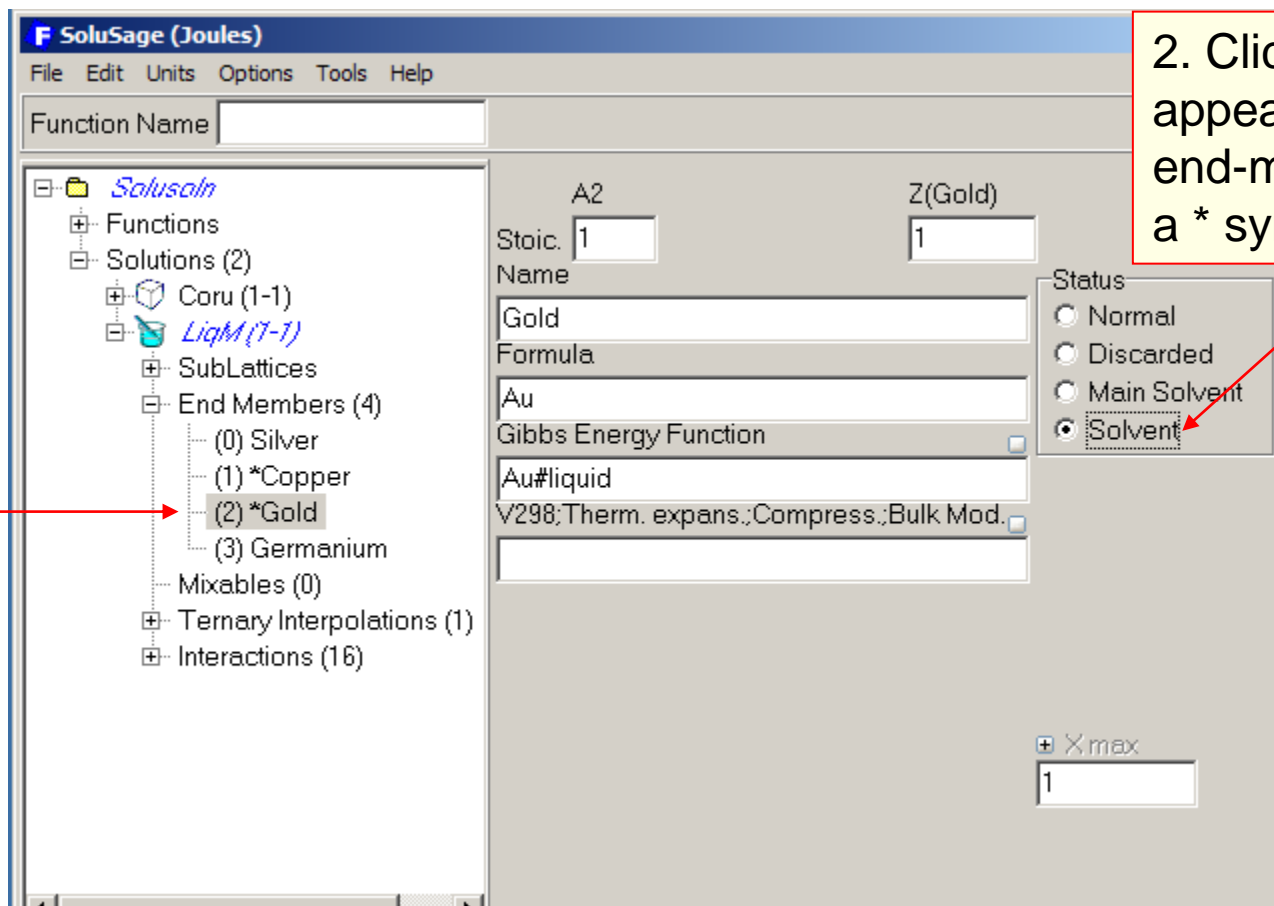 SoluSage (Joules)
File Edit Units Options Tools Help
Function Name
Solusoln
Functions
Solutions (2)
Coru (1-1)
LiqM (1-1)
SubLattices
End Members (4)
(0) Silver
(1) *Copper
(2) *Gold
(3) Germanium
Mixables (0)
Ternary Interpolations (1)
Interactions (16)
A2 Z(Gold)
Stoic. 1 1
Name
Gold
Formula
Au
Gibbs Energy Function
Au#liquid
V298;Therm. expans.;Compress.;Bulk Mod.
Status
Normal
Discarded
Main Solvent
Solvent
Xmax
1
2.
a *